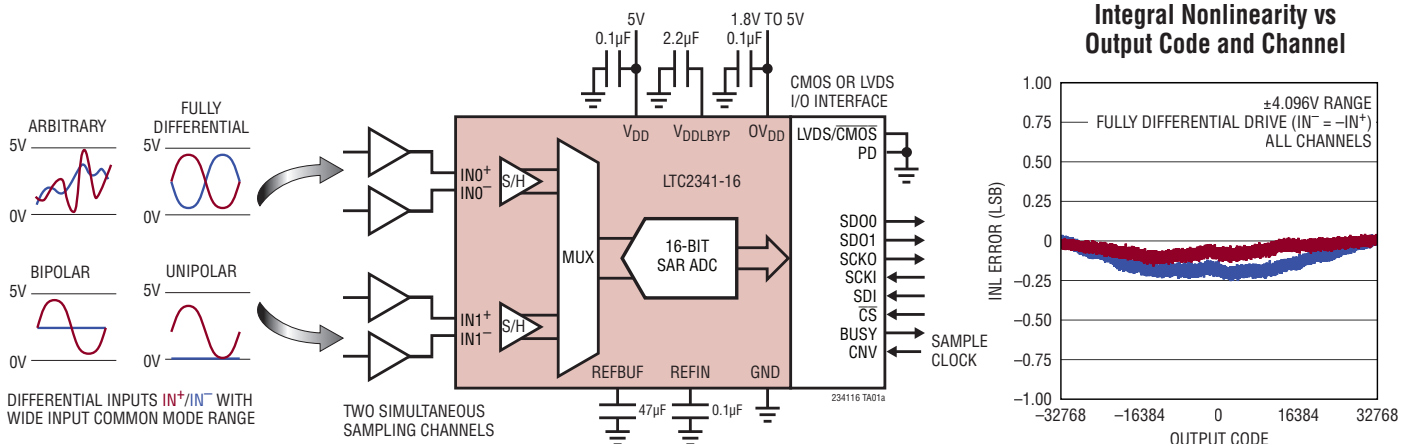 5V
0.1µF
2.2µF
1.8V TO 5V
0.1µF
CMOS OR LVDS
I/O INTERFACE
ARBITRARY
5V
0V
FULLY
DIFFERENTIAL
5V
0V
BIPOLAR
5V
0V
UNIPOLAR
5V
0V
DIFFERENTIAL INPUTS IN+/IN− WITH
WIDE INPUT COMMON MODE RANGE
VDD
VDDLBYP
OVDD
LVDS/CMOS
PD
LTC2341-16
IN0+
IN0−
S/H
MUX
16-BIT
SAR ADC
IN1+
IN1−
S/H
SDO0
SDO1
SCKO
SCKI
SDI
CS
BUSY
CNV
SAMPLE
CLOCK
REFBUF
REFIN
GND
47µF
0.1µF
234116 TA01a
TWO SIMULTANEOUS
SAMPLING CHANNELS
Integral Nonlinearity vs
Output Code and Channel
±4.096V RANGE
FULLY DIFFERENTIAL DRIVE (IN− = –IN+)
ALL CHANNELS
INL ERROR (LSB)
1.00
0.75
0.50
0.25
0
–0.25
–0.50
–0.75
–1.00
–32768
–16384
0
16384
32768
OUTPUT CODE